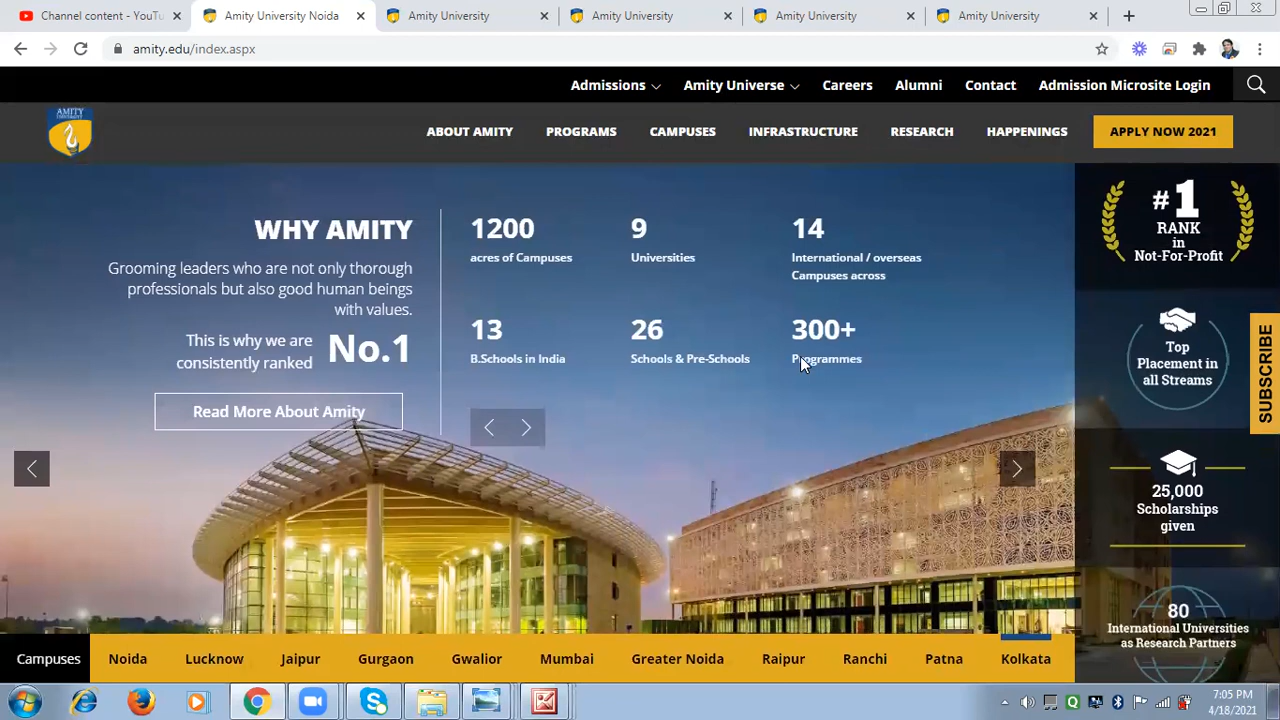 Channel content - YouTu
Amity University Noida
Amity University
Amity University
Amity University
Amity University
amity.edu/index.aspx
Admissions
Amity Universe
Careers
Alumni
Contact
Admission Microsite Login
AMITY
UNIVERSITY
ABOUT AMITY
PROGRAMS
CAMPUSES
INFRASTRUCTURE
RESEARCH
HAPPENINGS
APPLY NOW 2021
WHY AMITY
Grooming leaders who are not only thorough
professionals but also good human beings
with values.
This is why we are
consistently ranked
No.1
Read More About Amity
1200
acres of Campuses
9
Universities
14
International / overseas
Campuses across
13
B.Schools in India
26
Schools & Pre-Schools
300+
Programmes
#1
RANK
in
Not-For-Profit
Top
Placement in
all Streams
25,000
Scholarships
given
80
International Universities
as Research Partners
SUBSCRIBE
Campuses
Noida
Lucknow
Jaipur
Gurgaon
Gwalior
Mumbai
Greater Noida
Raipur
Ranchi
Patna
Kolkata
7:05 PM
4/18/2021